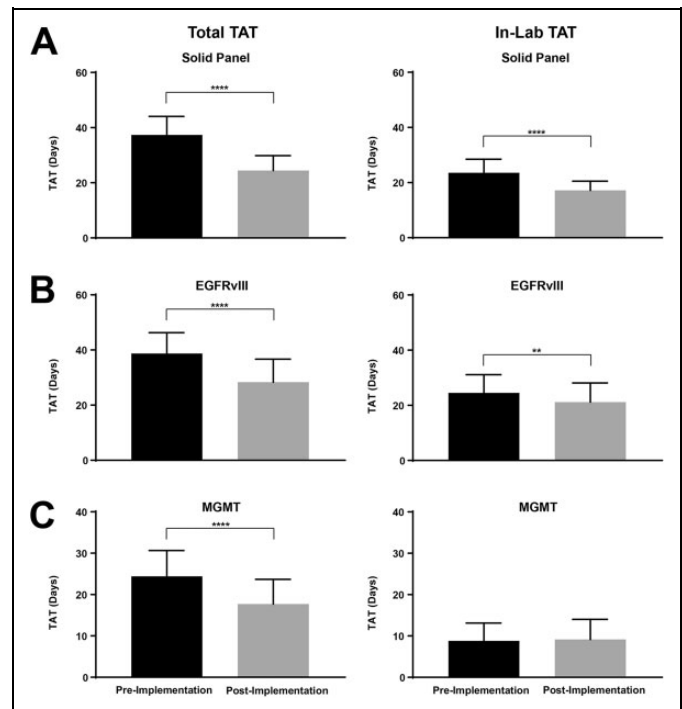 A
Total TAT
Solid Panel
TAT (Days)
60
40
20
0
****
In-Lab TAT
Solid Panel
TAT (Days)
60
40
20
0
****
B
EGFRvIII
TAT (Days)
60
40
20
0
****
EGFRvIII
TAT (Days)
60
40
20
0
**
C
MGMT
TAT (Days)
40
30
20
10
0
****
Pre-Implementation Post-Implementation
MGMT
TAT (Days)
40
30
20
10
0
Pre-Implementation Post-Implementation